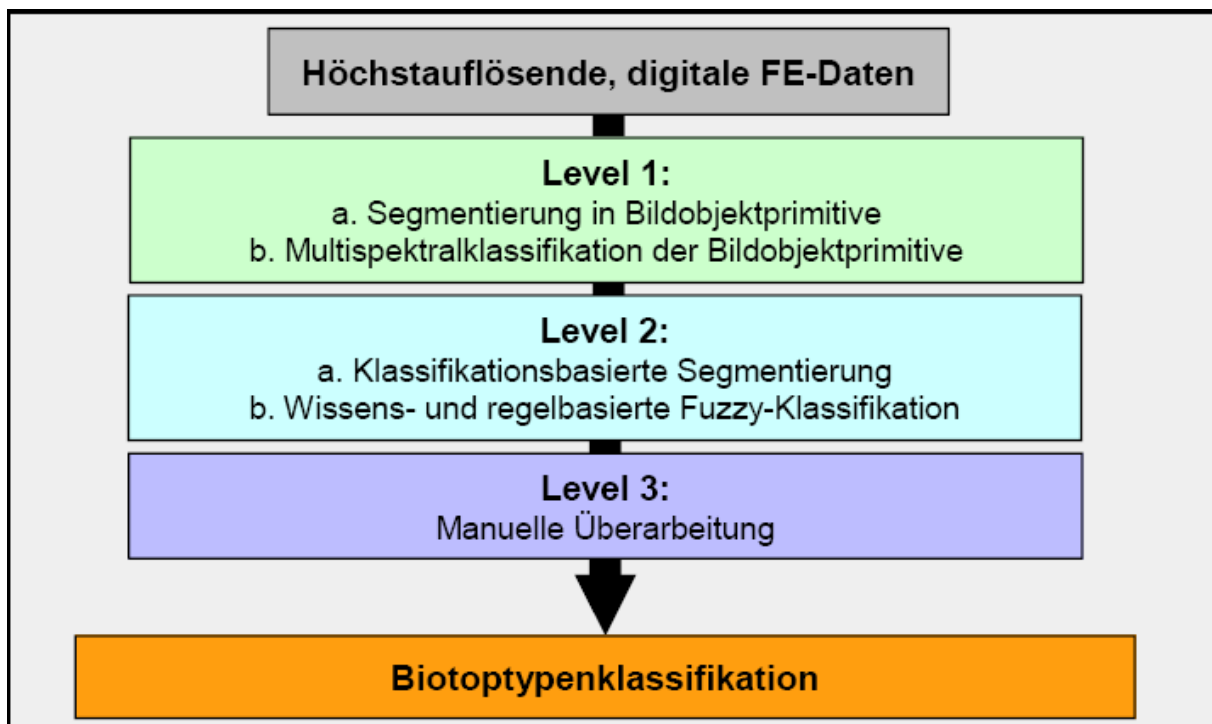 Höchstauflösende, digitale FE-Daten
Level 1:
a. Segmentierung in Bildobjektprimitive
b. Multispektralklassifikation der Bildobjektprimitive
Level 2:
a. Klassifikationsbasierte Segmentierung
b. Wissens- und regelbasierte Fuzzy-Klassifikation
Level 3:
Manuelle Überarbeitung
Biotoptypenklassifikation